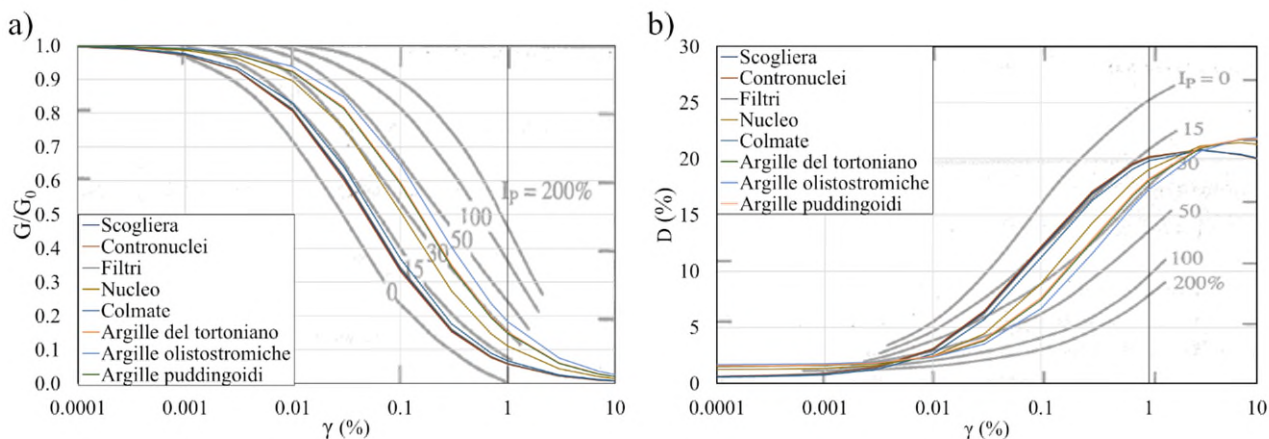 a)
1.0
0.9
0.8
0.7
0.6
0.5
0.4
0.3
0.2
0.1
0.0
G/G0
Ip = 200%
100
50
30
15
0
Scogliera
Contronuclei
Filtri
Nucleo
Colmate
Argille del tortoniano
Argille olistostromiche
Argille puddingoidi
0.0001
0.001
0.01
0.1
1
10
γ (%)
b)
30
25
20
15
10
5
0
D (%)
Scogliera
Contronuclei
Filtri
Nucleo
Colmate
Argille del tortoniano
Argille olistostromiche
Argille puddingoidi
Ip = 0
15
30
50
100
200%
0.0001
0.001
0.01
0.1
1
10
γ (%)